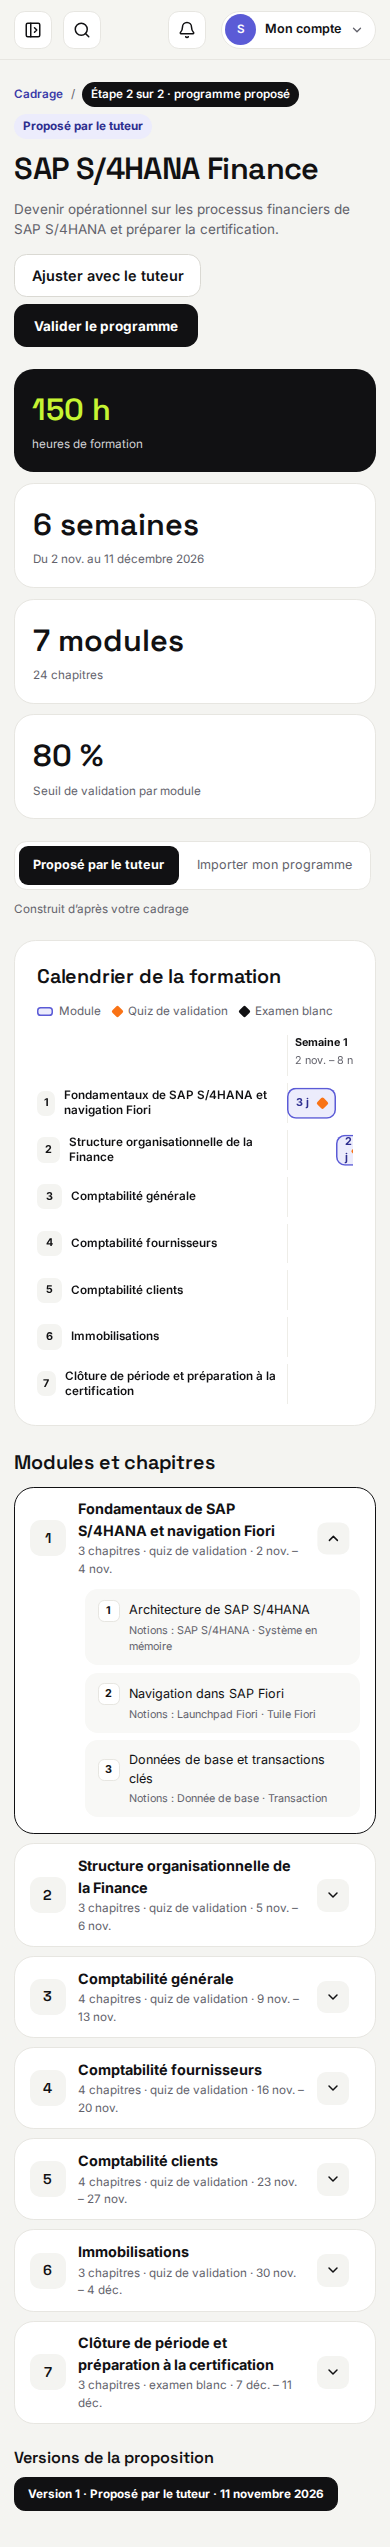 S Mon compte
Cadrage / Étape 2 sur 2 · programme proposé
Proposé par le tuteur
SAP S/4HANA Finance
Devenir opérationnel sur les processus financiers de
SAP S/4HANA et préparer la certification.
Ajuster avec le tuteur
Valider le programme
150 h
heures de formation
6 semaines
Du 2 nov. au 11 décembre 2026
7 modules
24 chapitres
80 %
Seuil de validation par module
Proposé par le tuteur Importer mon programme
Construit d’après votre cadrage
Calendrier de la formation
Module Quiz de validation Examen blanc
Semaine 1
2 nov. – 8 n
1 Fondamentaux de SAP S/4HANA et
navigation Fiori
3 j
2 Structure organisationnelle de la
Finance
2
j
3 Comptabilité générale
4 Comptabilité fournisseurs
5 Comptabilité clients
6 Immobilisations
7 Clôture de période et préparation à la
certification
Modules et chapitres
1 Fondamentaux de SAP
S/4HANA et navigation Fiori
3 chapitres · quiz de validation · 2 nov. –
4 nov.
1 Architecture de SAP S/4HANA
Notions : SAP S/4HANA · Système en
mémoire
2 Navigation dans SAP Fiori
Notions : Launchpad Fiori · Tuile Fiori
3 Données de base et transactions
clés
Notions : Donnée de base · Transaction
2 Structure organisationnelle de
la Finance
3 chapitres · quiz de validation · 5 nov. –
6 nov.
3 Comptabilité générale
4 chapitres · quiz de validation · 9 nov. –
13 nov.
4 Comptabilité fournisseurs
4 chapitres · quiz de validation · 16 nov. –
20 nov.
5 Comptabilité clients
4 chapitres · quiz de validation · 23 nov.
– 27 nov.
6 Immobilisations
3 chapitres · quiz de validation · 30 nov.
– 4 déc.
7 Clôture de période et
préparation à la certification
3 chapitres · examen blanc · 7 déc. – 11
déc.
Versions de la proposition
Version 1 · Proposé par le tuteur · 11 novembre 2026